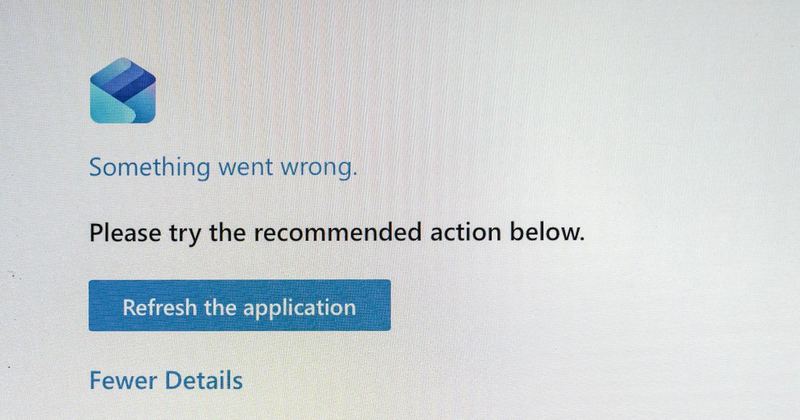 Something went wrong.
Please try the recommended action below.
Refresh the application
Fewer Details